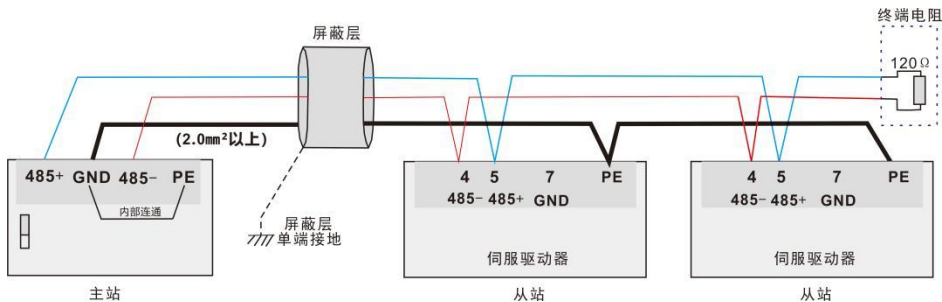 终端电阻
屏蔽层
120Ω
(2.0mm²以上)
485+ GND 485- PE
内部连通
4 5 7 PE
485- 485+ GND
4 5 7 PE
485- 485+ GND
屏蔽层
单端接地
伺服驱动器
伺服驱动器
主站
从站
从站